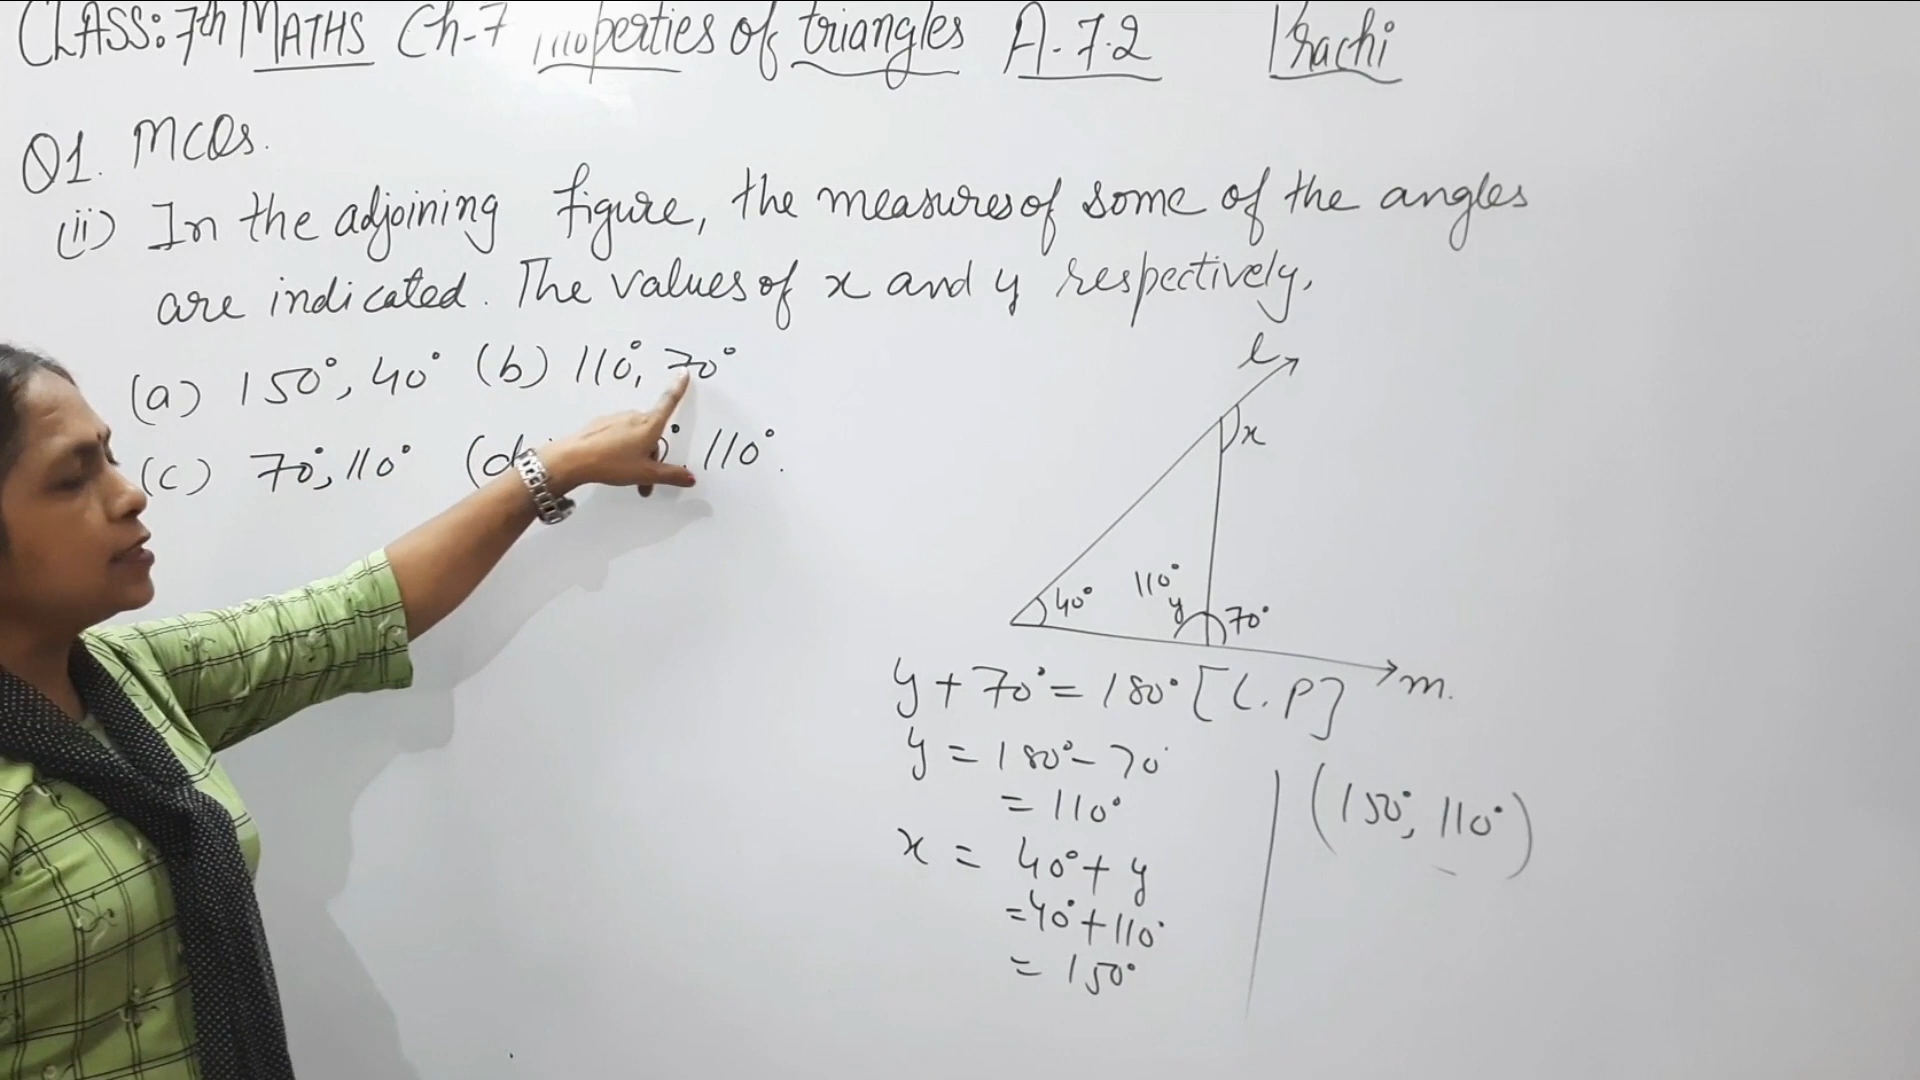 CLASS: 7th MATHS Ch-7 Properties of triangles A-7.2 Prachi
Q1. MCQs.
(ii) In the adjoining figure, the measures of some of the angles
are indicated. The values of x and y respectively,
(a) 150°, 40° (b) 110°, 70°
(c) 70°, 110° (d) 110°.
l
x
40°
110°
y
70°
m.
y + 70° = 180° [L.P]
y = 180° - 70°
= 110°
x = 40° + y
= 40° + 110°
= 150°
(150°, 110°)